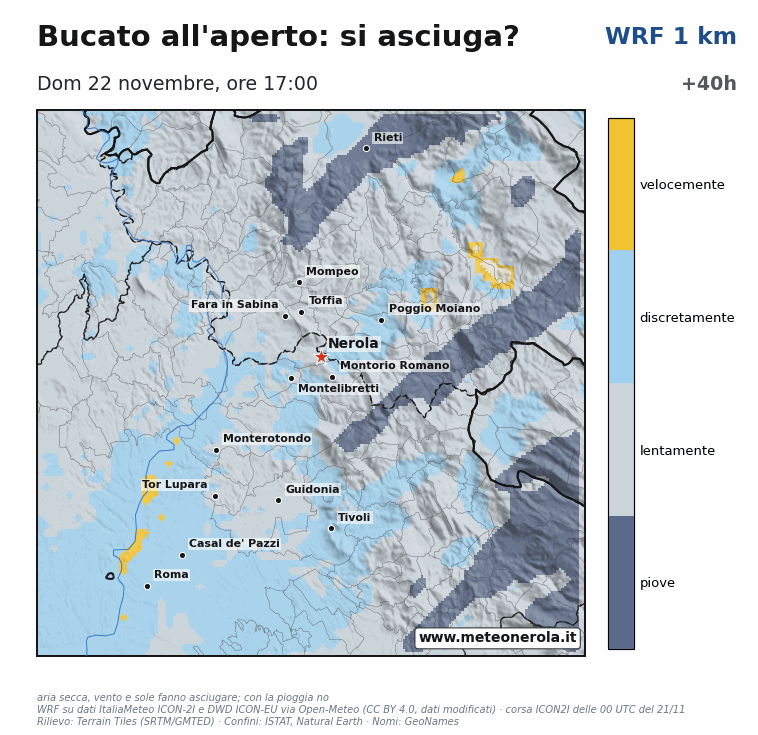 Bucato all'aperto: si asciuga?
WRF 1 km
Dom 22 novembre, ore 17:00
+40h
Rieti
Mompeo
Fara in Sabina
Toffia
Poggio Moiano
Nerola
Montorio Romano
Montelibretti
Monterotondo
Tor Lupara
Guidonia
Tivoli
Casal de' Pazzi
Roma
www.meteonerola.it
velocemente
discretamente
lentamente
piove
aria secca, vento e sole fanno asciugare; con la pioggia no
WRF su dati ItaliaMeteo ICON-2I e DWD ICON-EU via Open-Meteo (CC BY 4.0, dati modificati) · corsa ICON2I delle 00 UTC del 21/11
Rilievo: Terrain Tiles (SRTM/GMTED) · Confini: ISTAT, Natural Earth · Nomi: GeoNames